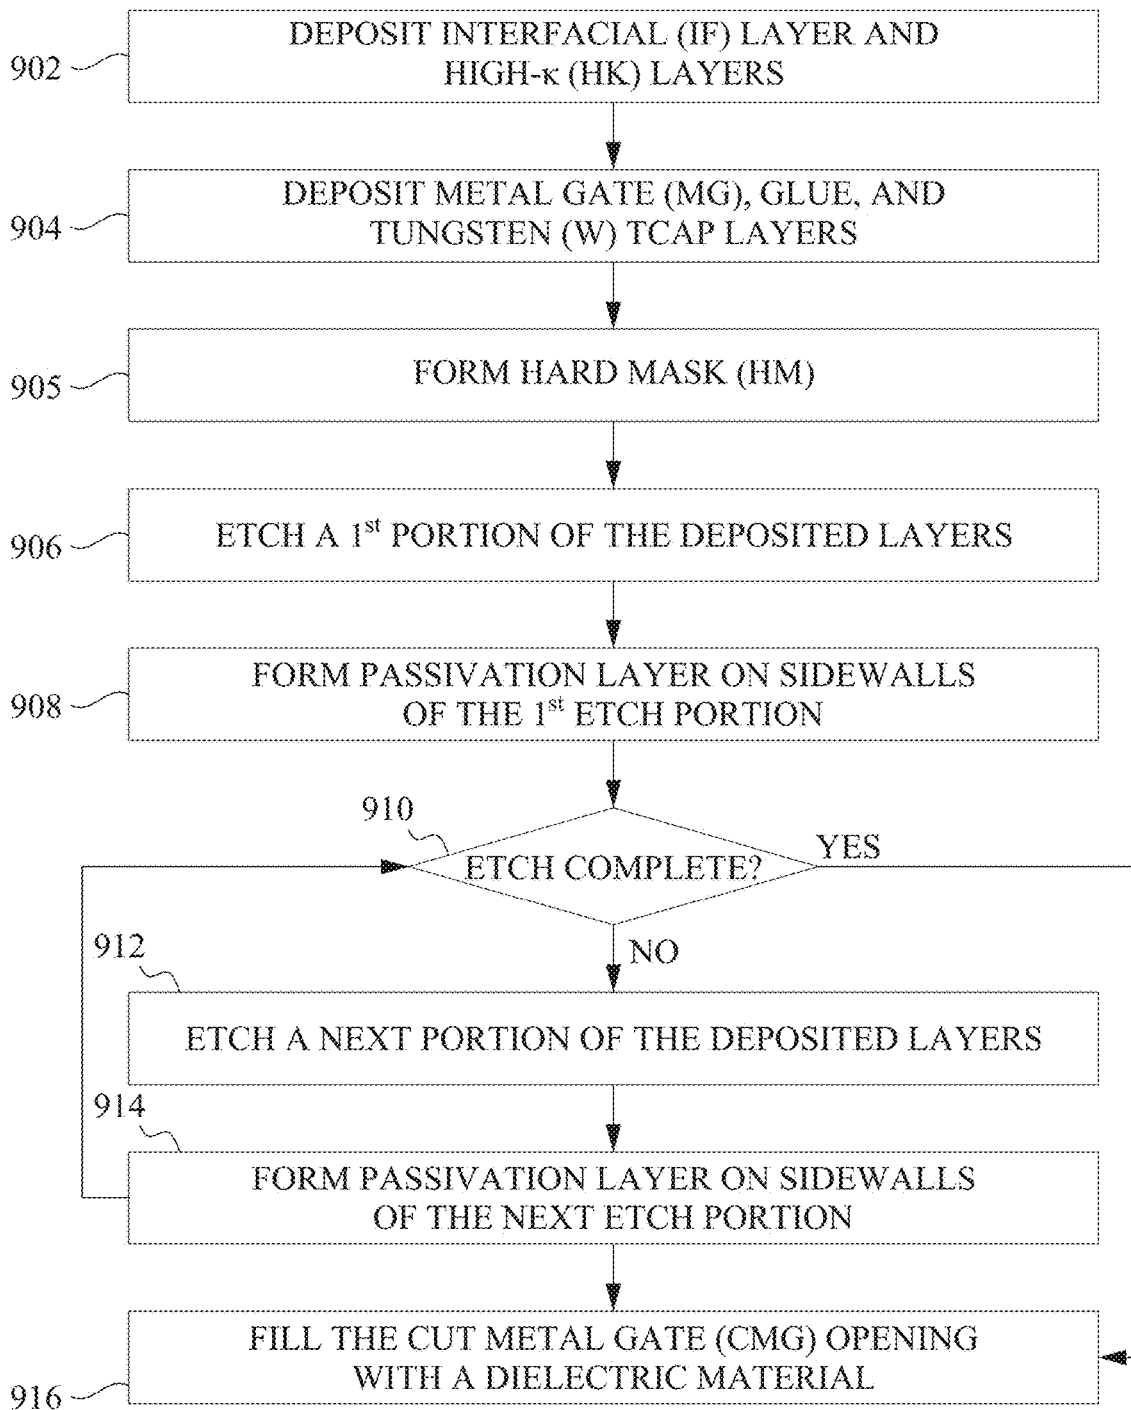 902
DEPOSIT INTERFACIAL (IF) LAYER AND
HIGH-κ (HK) LAYERS
904
DEPOSIT METAL GATE (MG), GLUE, AND
TUNGSTEN (W) TCAP LAYERS
905
FORM HARD MASK (HM)
906
ETCH A 1st PORTION OF THE DEPOSITED LAYERS
908
FORM PASSIVATION LAYER ON SIDEWALLS
OF THE 1st ETCH PORTION
910
ETCH COMPLETE?
YES
NO
912
ETCH A NEXT PORTION OF THE DEPOSITED LAYERS
914
FORM PASSIVATION LAYER ON SIDEWALLS
OF THE NEXT ETCH PORTION
916
FILL THE CUT METAL GATE (CMG) OPENING
WITH A DIELECTRIC MATERIAL